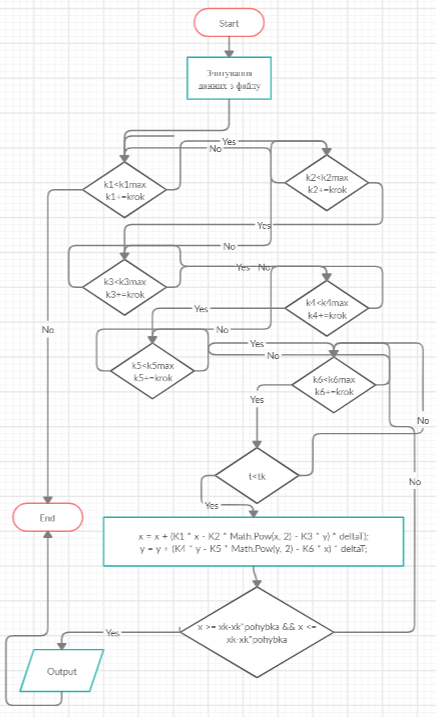 Start
Зчитування
данних з файлу
Yes
No
k1<k1max
k1+=krok
k2<k2max
k2+=krok
Yes
No
k3<k3max
k3+=krok
Yes
No
k4<k4max
k4+=krok
Yes
No
No
Yes
No
k5<k5max
k5+=krok
k6<k6max
k6+=krok
Yes
No
t<tk
No
Yes
End
x = x + (K1 * x - K2 * Math.Pow(x, 2) - K3 * y) * deltaT;
y = y + (K4 * y - K5 * Math.Pow(y, 2) - K6 * x) * deltaT;
x >= xk-xk*pohybka && x <=
xk-xk*pohybka
Yes
Output